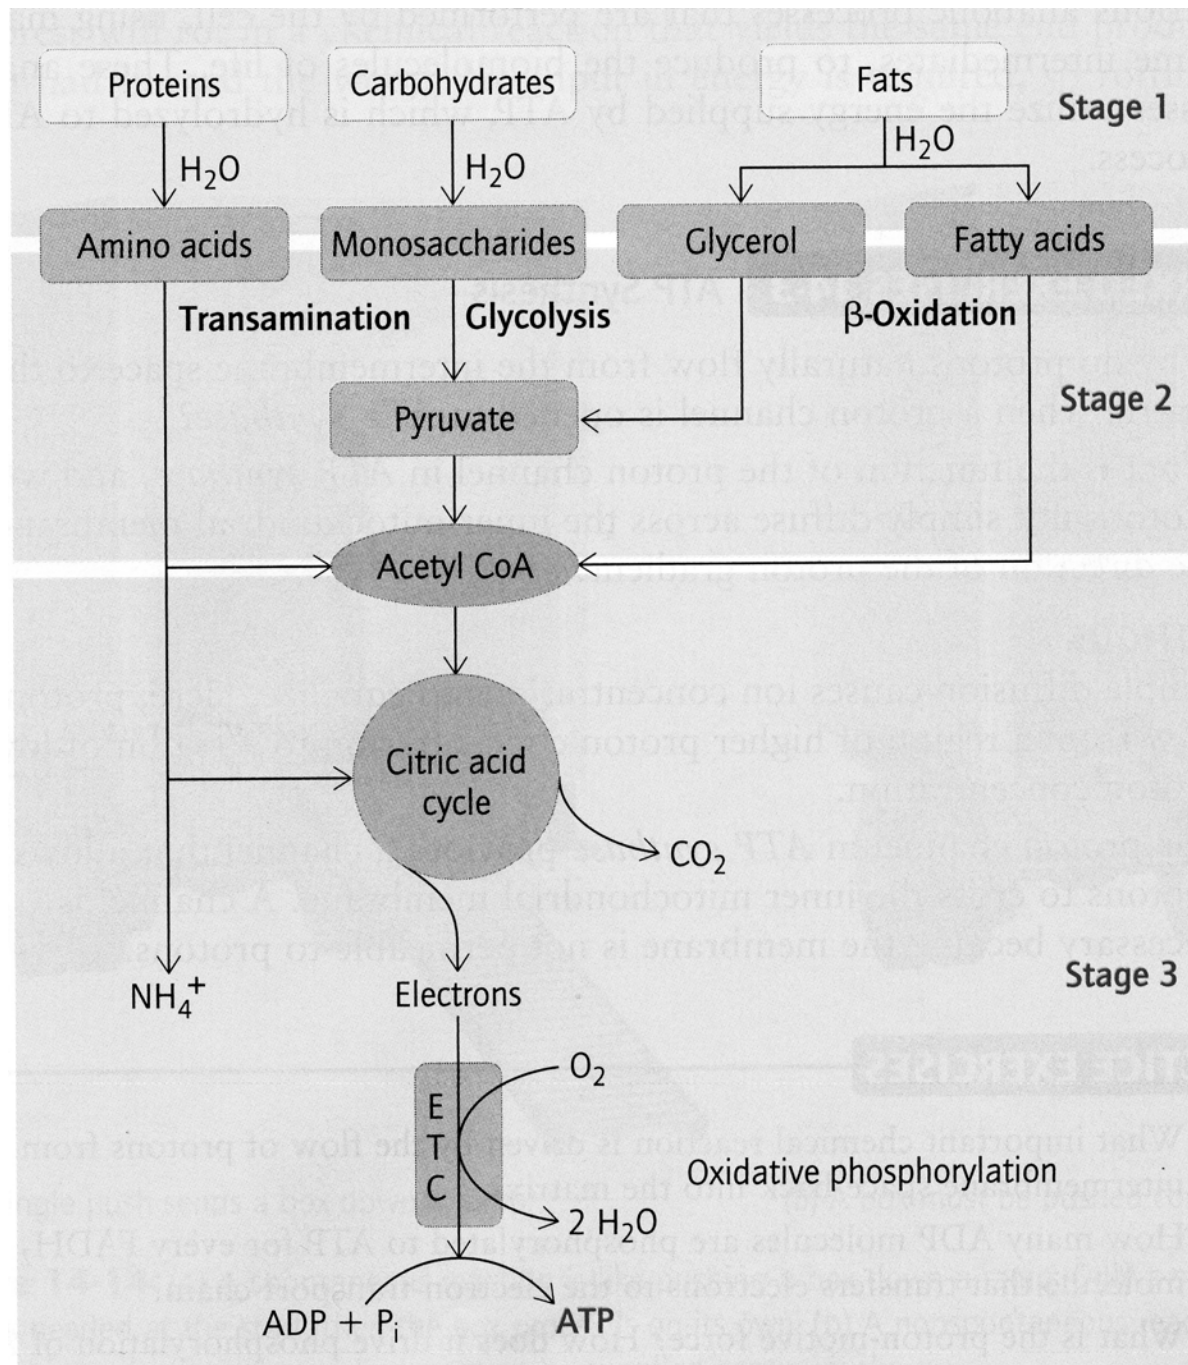 Proteins
Carbohydrates
Fats
Stage 1
H₂O
H₂O
H₂O
Amino acids
Monosaccharides
Glycerol
Fatty acids
Transamination
Glycolysis
β-Oxidation
Pyruvate
Stage 2
Acetyl CoA
Citric acid
cycle
CO₂
NH₄⁺
Electrons
Stage 3
O₂
E
T
C
Oxidative phosphorylation
2 H₂O
ADP + Pᵢ
ATP